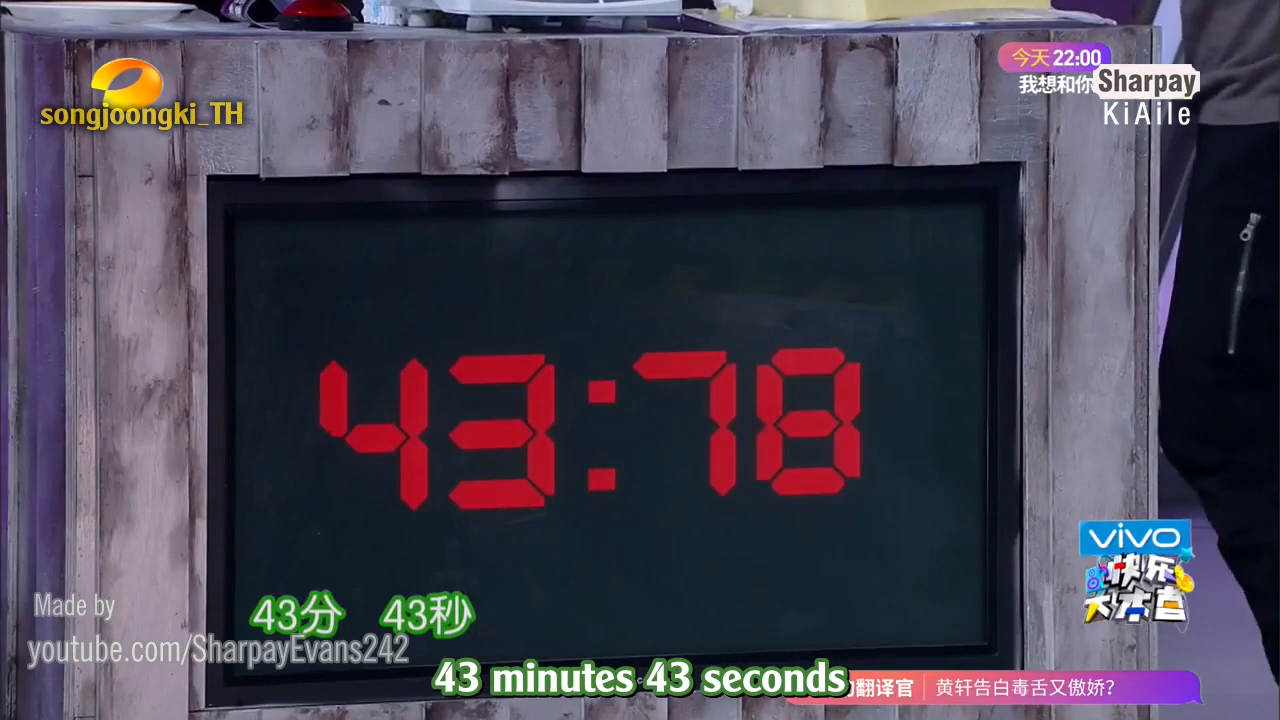 今天 22:00
我想和你
Sharpay
KiAile
songjoongki_TH
43:78
vivo
快乐
大本营
43分 43秒
Made by
youtube.com/SharpayEvans242
43 minutes 43 seconds
翻译官 黄轩告白毒舌又傲娇?